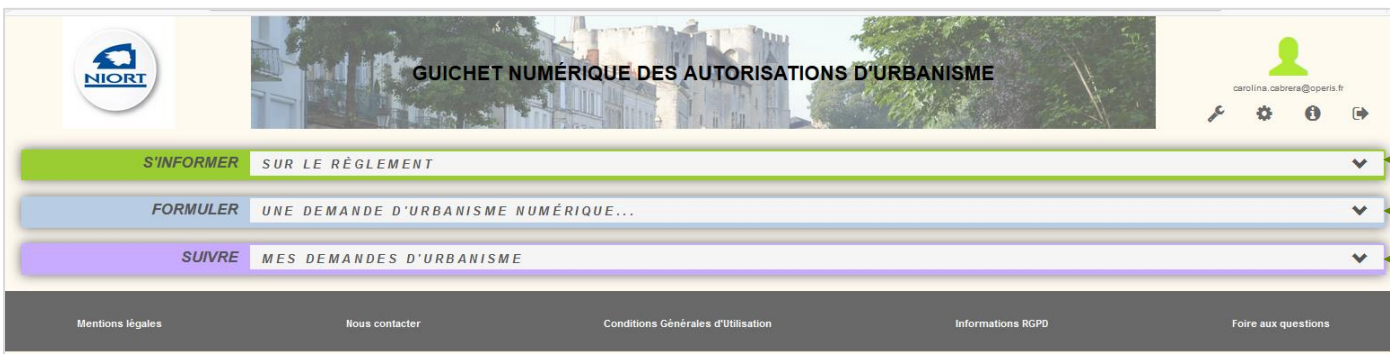 NIORT
GUICHET NUMÉRIQUE DES AUTORISATIONS D'URBANISME
carolina.cabrera@operis.fr
S'INFORMER SUR LE RÈGLEMENT
FORMULER UNE DEMANDE D'URBANISME NUMÉRIQUE...
SUIVRE MES DEMANDES D'URBANISME
Mentions légales Nous contacter Conditions Générales d'Utilisation Informations RGPD Foire aux questions